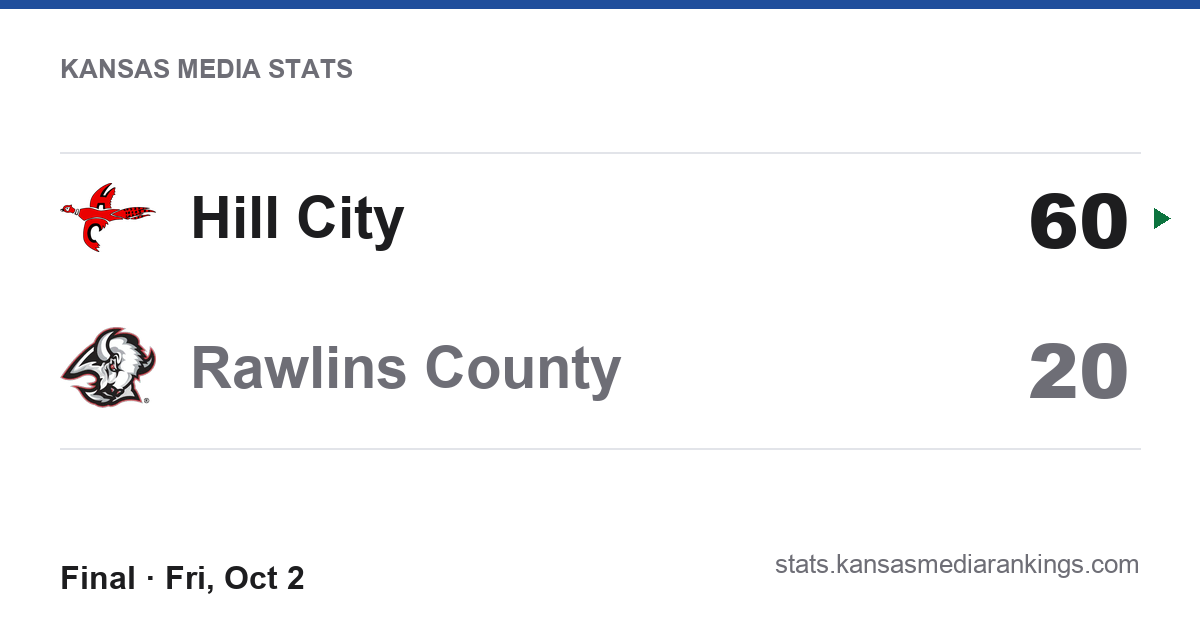 KANSAS MEDIA STATS
Hill City 60
Rawlins County 20
Final · Fri, Oct 2
stats.kansasmediarankings.com